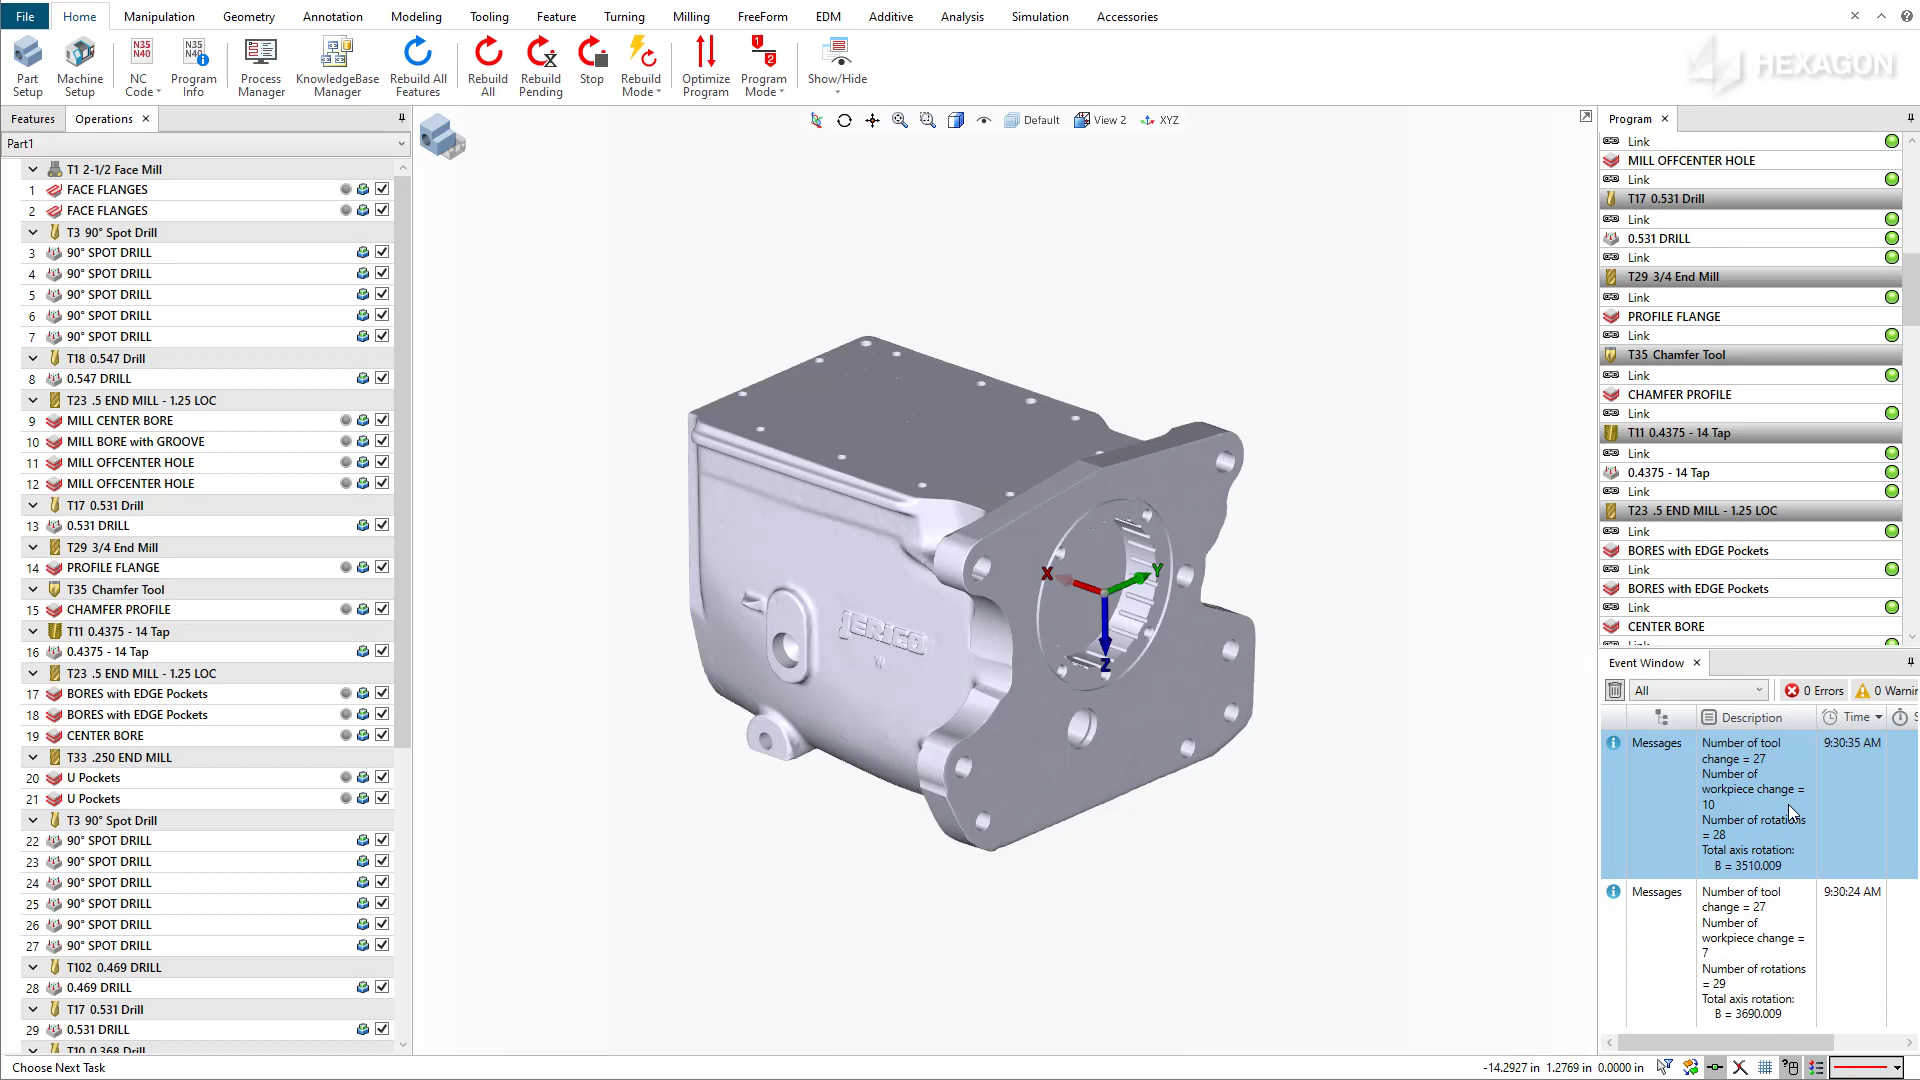 File Home Manipulation Geometry Annotation Modeling Tooling Feature Turning Milling FreeForm EDM Additive Analysis Simulation Accessories
Part Setup
Machine Setup
N35 N40 NC Code
N35 N40 Program Info
Process Manager
KnowledgeBase Manager
Rebuild All Features
Rebuild All
Rebuild Pending
Stop
Rebuild Mode
Optimize Program
1 2 Program Mode
Show/Hide
HEXAGON
Features Operations
Part1
T1 2-1/2 Face Mill
1 FACE FLANGES
2 FACE FLANGES
T3 90° Spot Drill
3 90° SPOT DRILL
4 90° SPOT DRILL
5 90° SPOT DRILL
6 90° SPOT DRILL
7 90° SPOT DRILL
T18 0.547 Drill
8 0.547 DRILL
T23 .5 END MILL - 1.25 LOC
9 MILL CENTER BORE
10 MILL BORE with GROOVE
11 MILL OFFCENTER HOLE
12 MILL OFFCENTER HOLE
T17 0.531 Drill
13 0.531 DRILL
T29 3/4 End Mill
14 PROFILE FLANGE
T35 Chamfer Tool
15 CHAMFER PROFILE
T11 0.4375 - 14 Tap
16 0.4375 - 14 Tap
T23 .5 END MILL - 1.25 LOC
17 BORES with EDGE Pockets
18 BORES with EDGE Pockets
19 CENTER BORE
T33 .250 END MILL
20 U Pockets
21 U Pockets
T3 90° Spot Drill
22 90° SPOT DRILL
23 90° SPOT DRILL
24 90° SPOT DRILL
25 90° SPOT DRILL
26 90° SPOT DRILL
27 90° SPOT DRILL
T102 0.469 DRILL
28 0.469 DRILL
T17 0.531 Drill
29 0.531 DRILL
T10 0.368 Drill
Default View 2 XYZ
X Y Z
JERICO
W
Program
Link
MILL OFFCENTER HOLE
Link
T17 0.531 Drill
Link
0.531 DRILL
Link
T29 3/4 End Mill
Link
PROFILE FLANGE
Link
T35 Chamfer Tool
Link
CHAMFER PROFILE
Link
T11 0.4375 - 14 Tap
Link
0.4375 - 14 Tap
Link
T23 .5 END MILL - 1.25 LOC
Link
BORES with EDGE Pockets
Link
BORES with EDGE Pockets
Link
CENTER BORE
Link
Event Window
All 0 Errors 0 Warnin
Description Time S
Messages Number of tool 9:30:35 AM
change = 27
Number of
workpiece change =
10
Number of rotations
= 28
Total axis rotation:
B = 3510.009
Messages Number of tool 9:30:24 AM
change = 27
Number of
workpiece change =
7
Number of rotations
= 29
Total axis rotation:
B = 3690.009
Choose Next Task
-14.2927 in 1.2769 in 0.0000 in